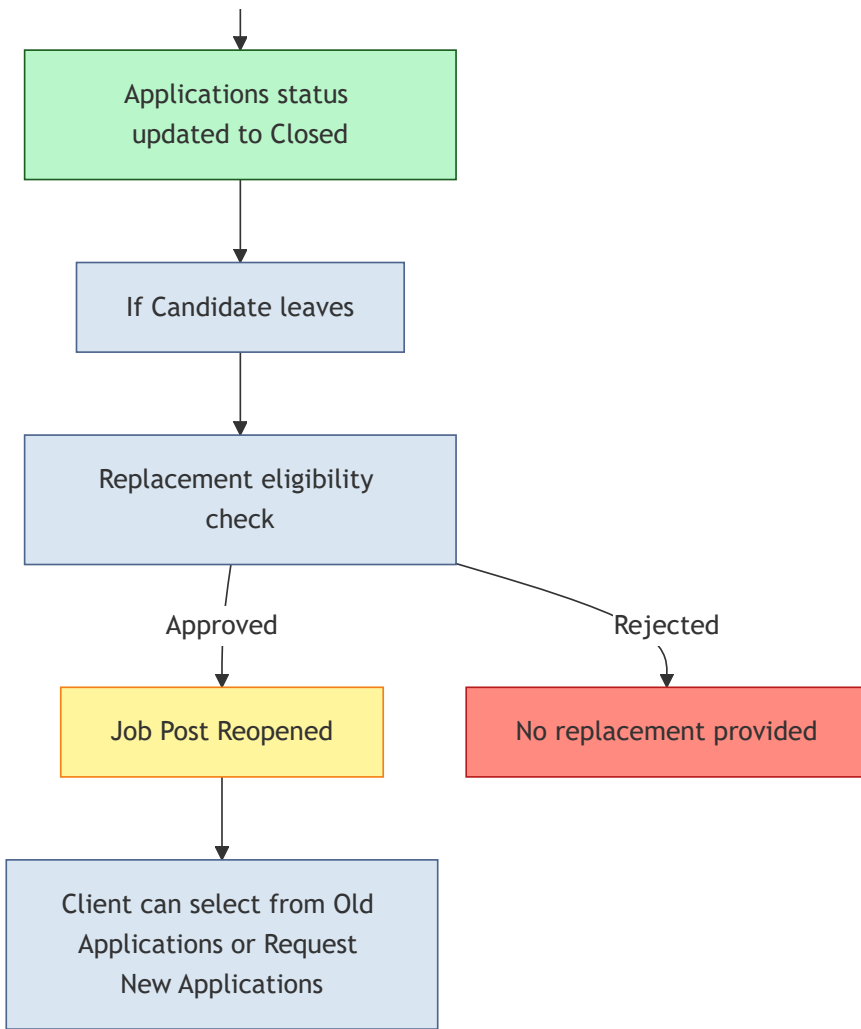 Applications status
updated to Closed
If Candidate leaves
Replacement eligibility
check
Approved
Rejected
Job Post Reopened
No replacement provided
Client can select from Old
Applications or Request
New Applications